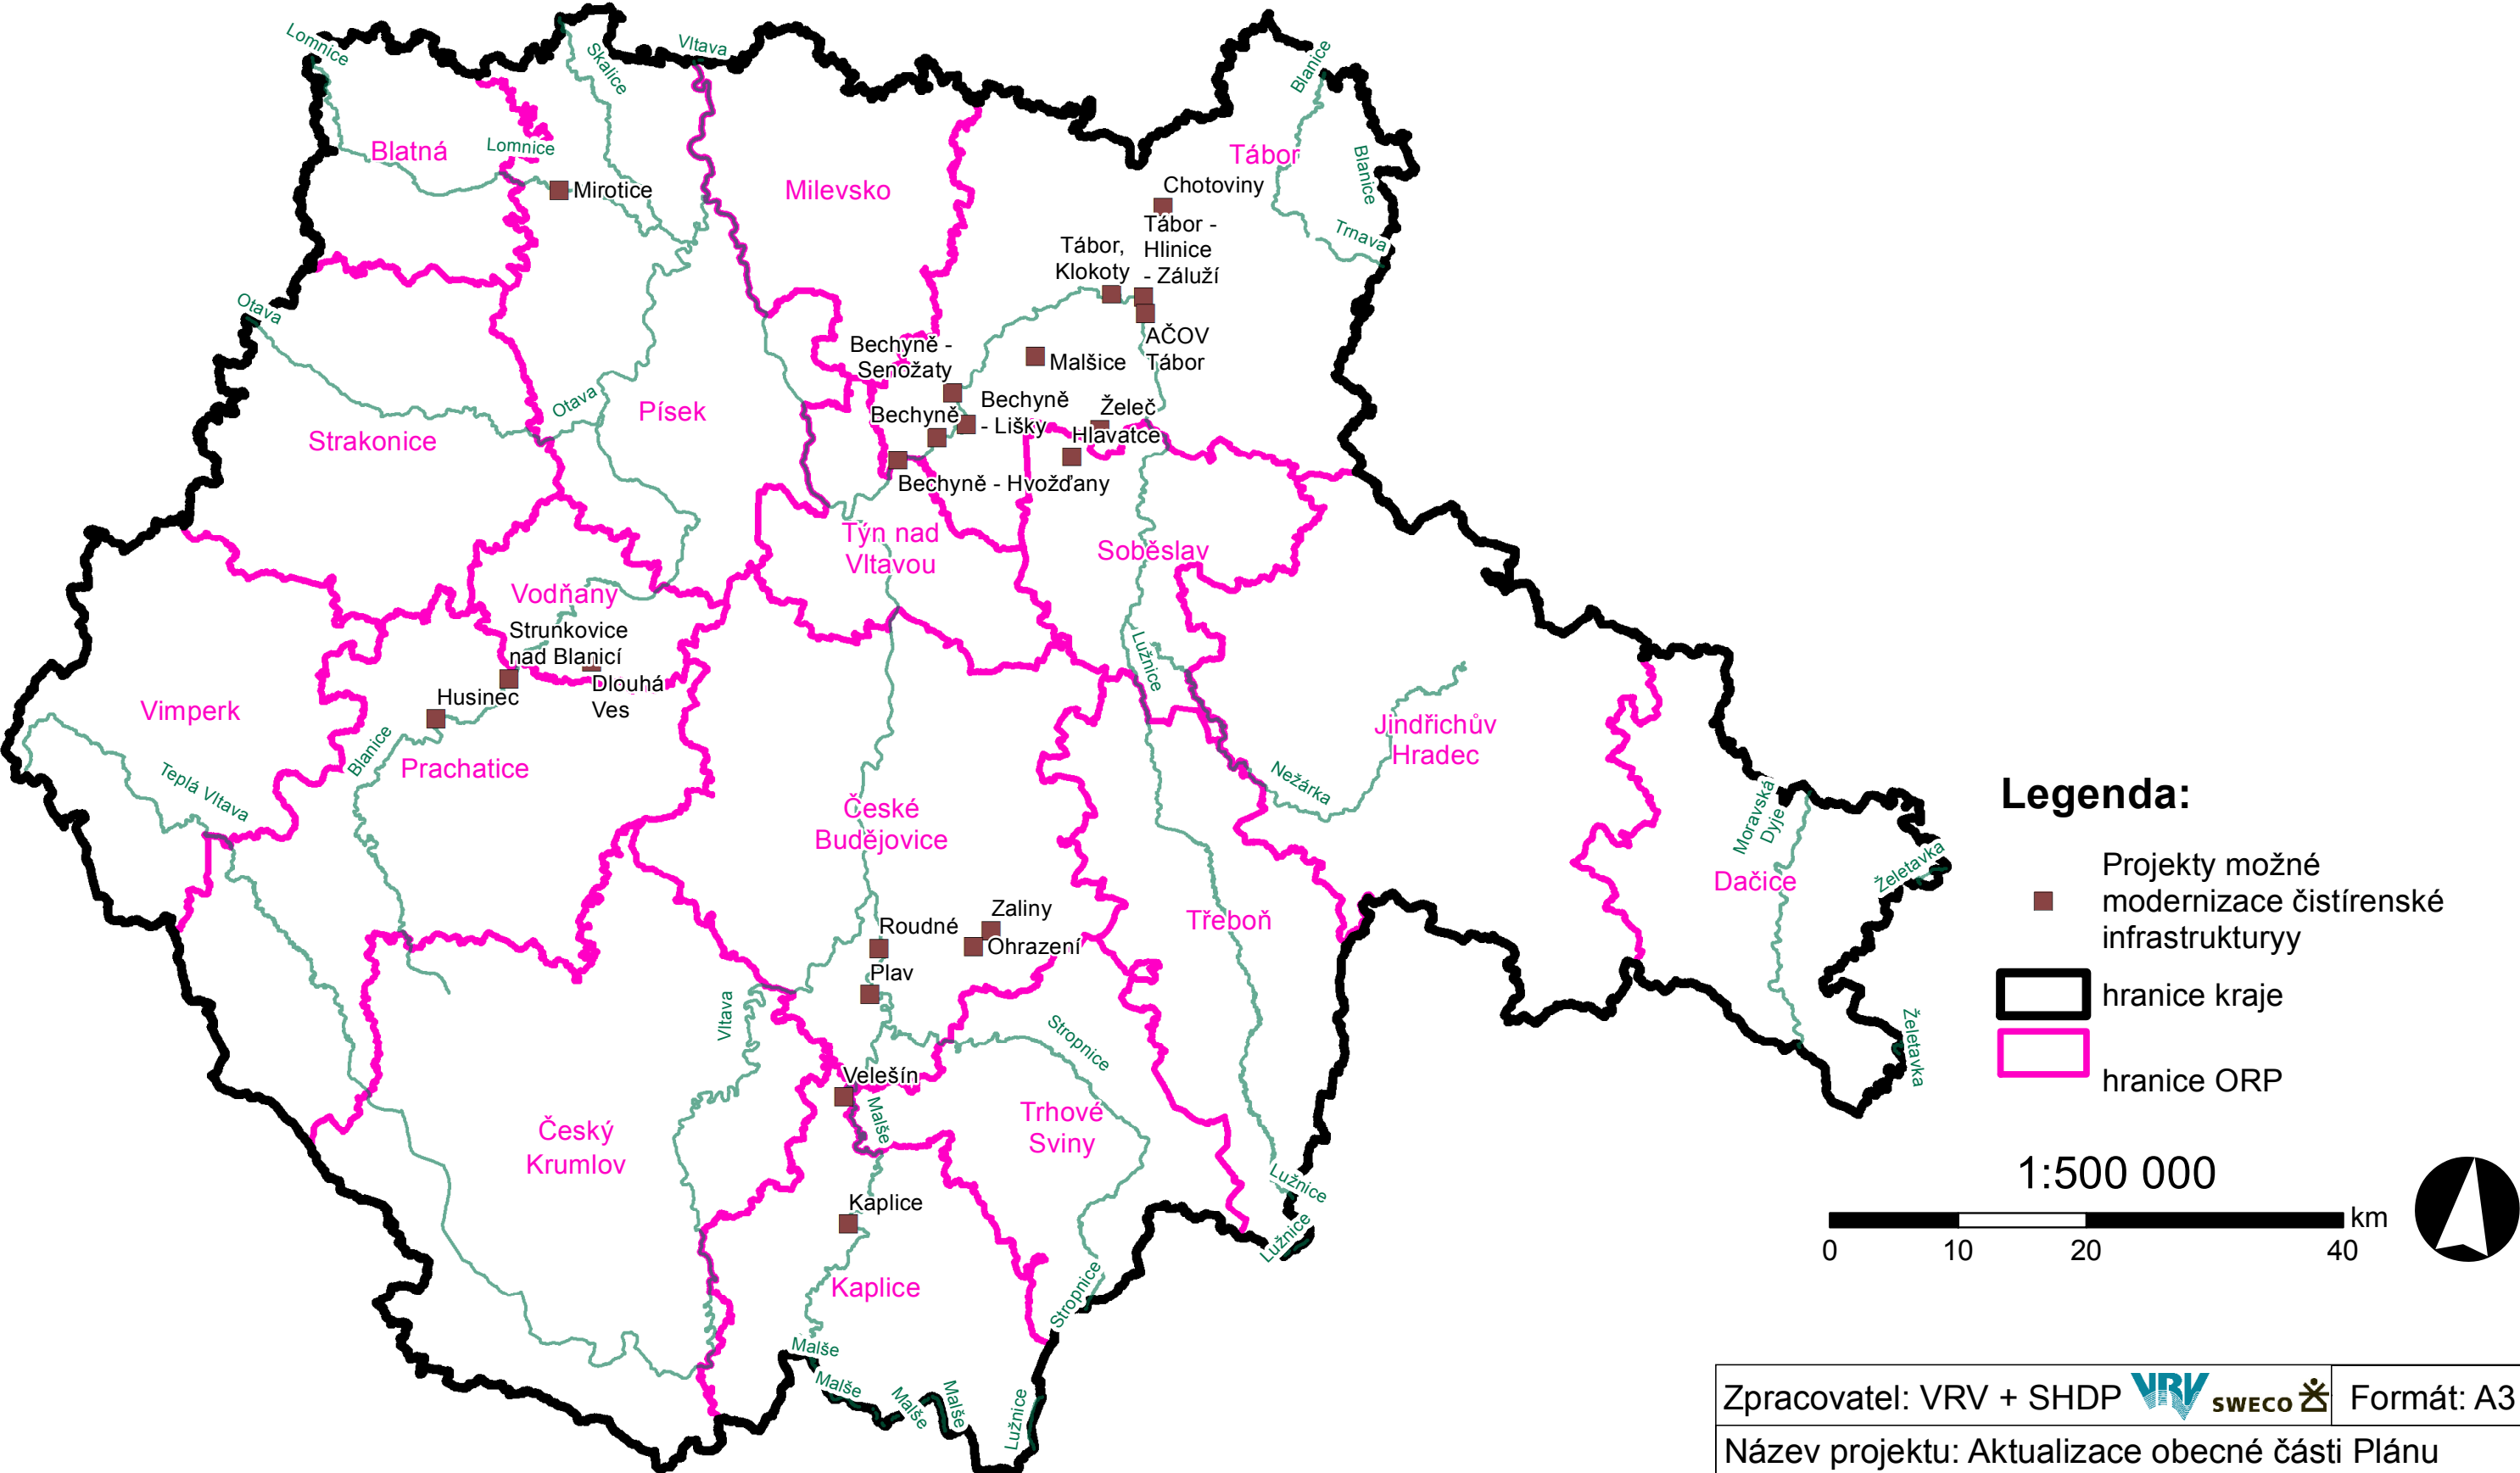 Lomnice
Skalice
Vltava
Blanice
Blatná
Lomnice
Mirotice
Milevsko
Tábor
Blanice
Chotoviny
Trnava
Tábor -
Hlinice
- Záluží
Tábor,
Klokoty
Otava
AČOV
Tábor
Bechyně -
Senožaty
Malšice
Otava
Písek
Bechyně
Bechyně
- Lišky
Želeč
Hlavatce
Strakonice
Bechyně - Hvožďany
Týn nad
Vltavou
Soběslav
Vodňany
Strunkovice
nad Blanicí
Dlouhá
Ves
Husinec
Lužnice
Vimperk
Blanice
Prachatice
Teplá Vltava
Jindřichův
Hradec
Nežárka
České
Budějovice
Moravská
Dyje
Želetavka
Dačice
Třeboň
Zaliny
Roudné
Ohrazení
Plav
Vltava
Stropnice
Želetavka
Velešín
Malše
Trhové
Sviny
Český
Krumlov
Lužnice
Lužnice
Kaplice
Kaplice
Stropnice
Malše
Malše
Malše
Malše
Lužnice
Legenda:
Projekty možné
modernizace čistírenské
infrastrukturyy
hranice kraje
hranice ORP
1:500 000
km
0 10 20 40
Zpracovatel: VRV + SHDP VRV SWECO Formát: A3
Název projektu: Aktualizace obecné části Plánu